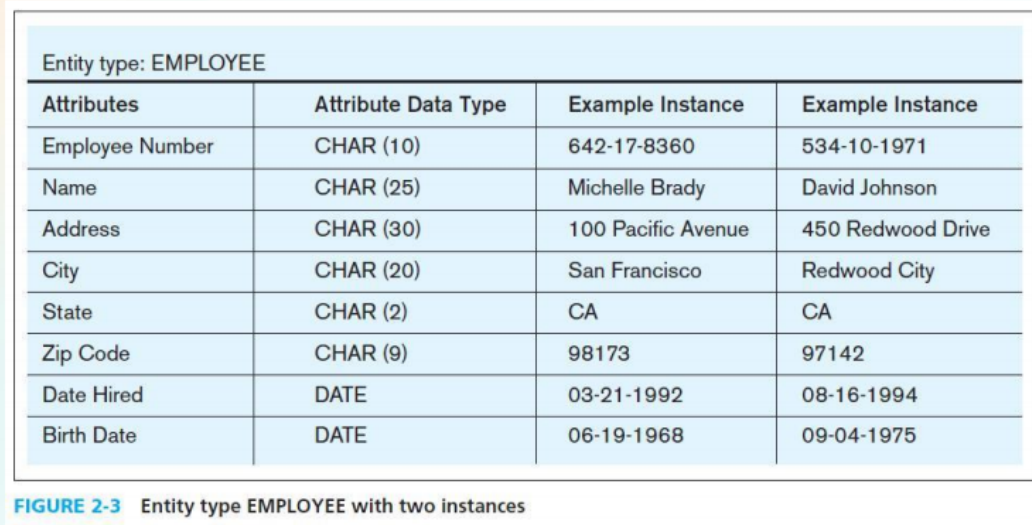 Entity type: EMPLOYEE
Attributes Attribute Data Type Example Instance Example Instance
Employee Number CHAR (10) 642-17-8360 534-10-1971
Name CHAR (25) Michelle Brady David Johnson
Address CHAR (30) 100 Pacific Avenue 450 Redwood Drive
City CHAR (20) San Francisco Redwood City
State CHAR (2) CA CA
Zip Code CHAR (9) 98173 97142
Date Hired DATE 03-21-1992 08-16-1994
Birth Date DATE 06-19-1968 09-04-1975
FIGURE 2-3 Entity type EMPLOYEE with two instances